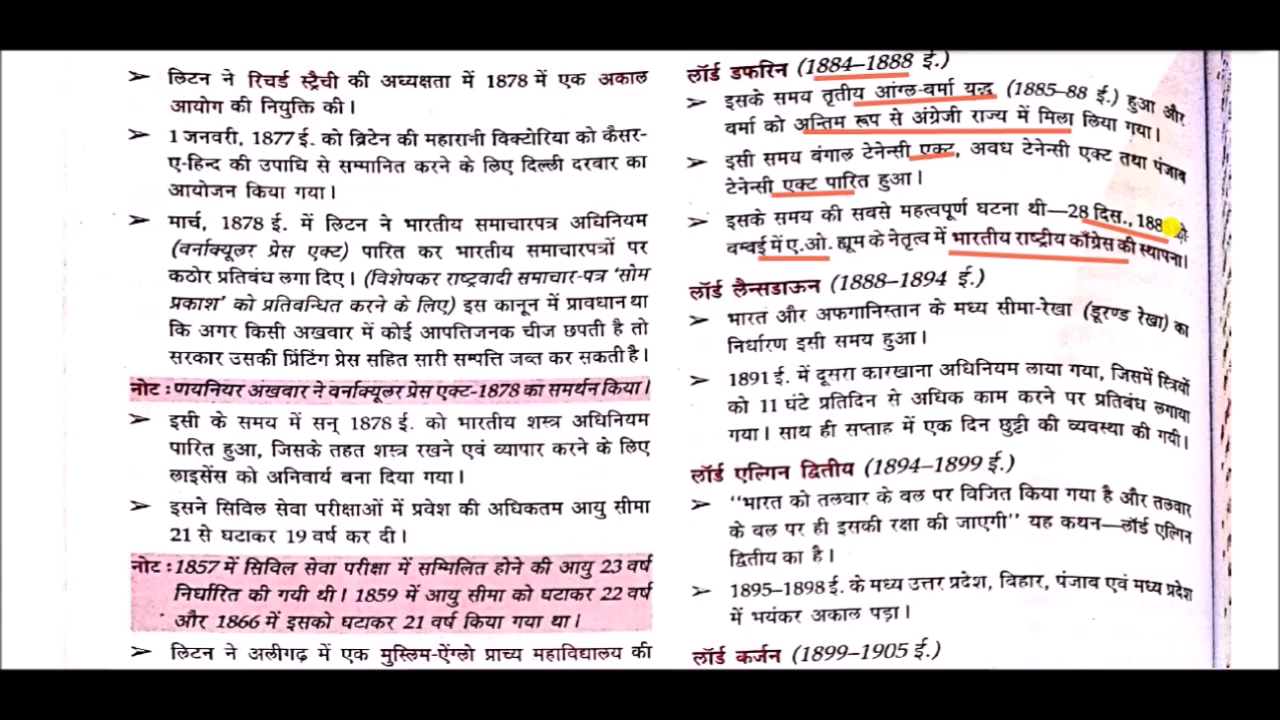 ➢ लिटन ने रिचर्ड स्ट्रैची की अध्यक्षता में 1878 में एक अकाल
आयोग की नियुक्ति की।
➢ 1 जनवरी, 1877 ई. को ब्रिटेन की महारानी विक्टोरिया को कैसर-
ए-हिन्द की उपाधि से सम्मानित करने के लिए दिल्ली दरबार का
आयोजन किया गया।
➢ मार्च, 1878 ई. में लिटन ने भारतीय समाचारपत्र अधिनियम
(वर्नाक्यूलर प्रेस एक्ट) पारित कर भारतीय समाचारपत्रों पर
कठोर प्रतिबंध लगा दिए। (विशेषकर राष्ट्रवादी समाचार-पत्र ‘सोम
प्रकाश’ को प्रतिबन्धित करने के लिए) इस कानून में प्रावधान था
कि अगर किसी अखबार में कोई आपत्तिजनक चीज छपती है तो
सरकार उसकी प्रिंटिंग प्रेस सहित सारी सम्पत्ति जब्त कर सकती है।
नोट : पायनियर अखबार ने वर्नाक्यूलर प्रेस एक्ट-1878 का समर्थन किया।
➢ इसी के समय में सन् 1878 ई. को भारतीय शस्त्र अधिनियम
पारित हुआ, जिसके तहत शस्त्र रखने एवं व्यापार करने के लिए
लाइसेंस को अनिवार्य बना दिया गया।
➢ इसने सिविल सेवा परीक्षाओं में प्रवेश की अधिकतम आयु सीमा
21 से घटाकर 19 वर्ष कर दी।
नोट : 1857 में सिविल सेवा परीक्षा में सम्मिलित होने की आयु 23 वर्ष
निर्धारित की गयी थी। 1859 में आयु सीमा को घटाकर 22 वर्ष
और 1866 में इसको घटाकर 21 वर्ष किया गया था।
➢ लिटन ने अलीगढ़ में एक मुस्लिम-ऐंग्लो प्राच्य महाविद्यालय की
लॉर्ड डफरिन (1884–1888 ई.)
➢ इसके समय तृतीय आंग्ल-बर्मा युद्ध (1885–88 ई.) हुआ और
बर्मा को अन्तिम रूप से अंग्रेजी राज्य में मिला लिया गया।
➢ इसी समय बंगाल टेनेन्सी एक्ट, अवध टेनेन्सी एक्ट तथा पंजाब
टेनेन्सी एक्ट पारित हुआ।
➢ इसके समय की सबसे महत्वपूर्ण घटना थी—28 दिस., 188 को
बम्बई में ए.ओ. ह्यूम के नेतृत्व में भारतीय राष्ट्रीय काँग्रेस की स्थापना।
लॉर्ड लैन्सडाऊन (1888–1894 ई.)
➢ भारत और अफगानिस्तान के मध्य सीमा-रेखा (डूरण्ड रेखा) का
निर्धारण इसी समय हुआ।
➢ 1891 ई. में दूसरा कारखाना अधिनियम लाया गया, जिसमें स्त्रियों
को 11 घंटे प्रतिदिन से अधिक काम करने पर प्रतिबंध लगाया
गया। साथ ही सप्ताह में एक दिन छुट्टी की व्यवस्था की गयी।
लॉर्ड एल्गिन द्वितीय (1894–1899 ई.)
➢ “भारत को तलवार के बल पर विजित किया गया है और तलवार
के बल पर ही इसकी रक्षा की जाएगी” यह कथन—लॉर्ड एल्गिन
द्वितीय का है।
➢ 1895–1898 ई. के मध्य उत्तर प्रदेश, बिहार, पंजाब एवं मध्य प्रदेश
में भयंकर अकाल पड़ा।
लॉर्ड कर्जन (1899–1905 ई.)